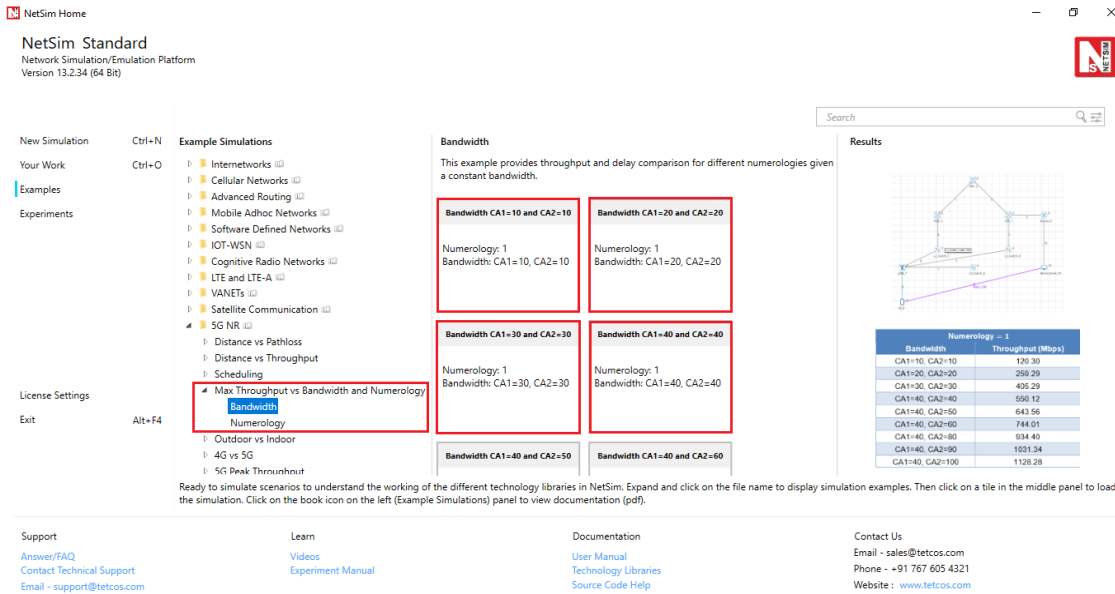 NetSim Home
NetSim Standard
Network Simulation/Emulation Platform
Version 13.2.34 (64 Bit)
NETSIM
Search
New Simulation Ctrl+N
Your Work Ctrl+O
Examples
Experiments
License Settings
Exit Alt+F4
Example Simulations
Internetworks
Cellular Networks
Advanced Routing
Mobile Adhoc Networks
Software Defined Networks
IOT-WSN
Cognitive Radio Networks
LTE and LTE-A
VANETs
Satellite Communication
5G NR
Distance vs Pathloss
Distance vs Throughput
Scheduling
Max Throughput vs Bandwidth and Numerology
Bandwidth
Numerology
Outdoor vs Indoor
4G vs 5G
5G Peak Throughput
Bandwidth
This example provides throughput and delay comparison for different numerologies given
a constant bandwidth.
Bandwidth CA1=10 and CA2=10
Numerology: 1
Bandwidth: CA1=10, CA2=10
Bandwidth CA1=20 and CA2=20
Numerology: 1
Bandwidth: CA1=20, CA2=20
Bandwidth CA1=30 and CA2=30
Numerology: 1
Bandwidth: CA1=30, CA2=30
Bandwidth CA1=40 and CA2=40
Numerology: 1
Bandwidth: CA1=40, CA2=40
Bandwidth CA1=40 and CA2=50
Bandwidth CA1=40 and CA2=60
Results
Numerology = 1
Bandwidth Throughput (Mbps)
CA1=10, CA2=10 120.30
CA1=20, CA2=20 259.29
CA1=30, CA2=30 405.29
CA1=40, CA2=40 550.12
CA1=40, CA2=50 643.56
CA1=40, CA2=60 744.01
CA1=40, CA2=80 934.40
CA1=40, CA2=90 1031.34
CA1=40, CA2=100 1128.28
Ready to simulate scenarios to understand the working of the different technology libraries in NetSim. Expand and click on the file name to display simulation examples. Then click on a tile in the middle panel to load
the simulation. Click on the book icon on the left (Example Simulations) panel to view documentation (pdf).
Support
Answer/FAQ
Contact Technical Support
Email - support@tetcos.com
Learn
Videos
Experiment Manual
Documentation
User Manual
Technology Libraries
Source Code Help
Contact Us
Email - sales@tetcos.com
Phone - +91 767 605 4321
Website : www.tetcos.com